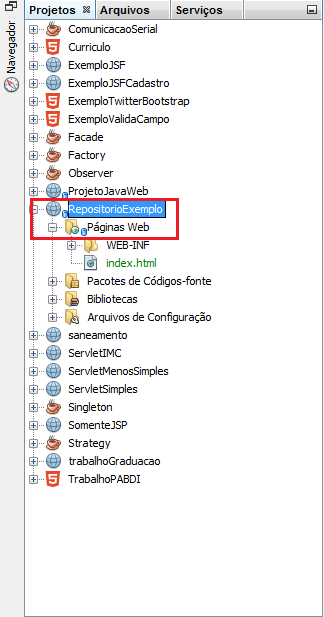 Projetos Arquivos Serviços
Navegador
ComunicacaoSerial
Curriculo
ExemploJSF
ExemploJSFCadastro
ExemploTwitterBootstrap
ExemploValidaCampo
Facade
Factory
Observer
ProjetoJavaWeb
RepositorioExemplo
Páginas Web
WEB-INF
index.html
Pacotes de Códigos-fonte
Bibliotecas
Arquivos de Configuração
saneamento
ServletIMC
ServletMenosSimples
ServletSimples
Singleton
SomenteJSP
Strategy
trabalhoGraduacao
TrabalhoPABDI